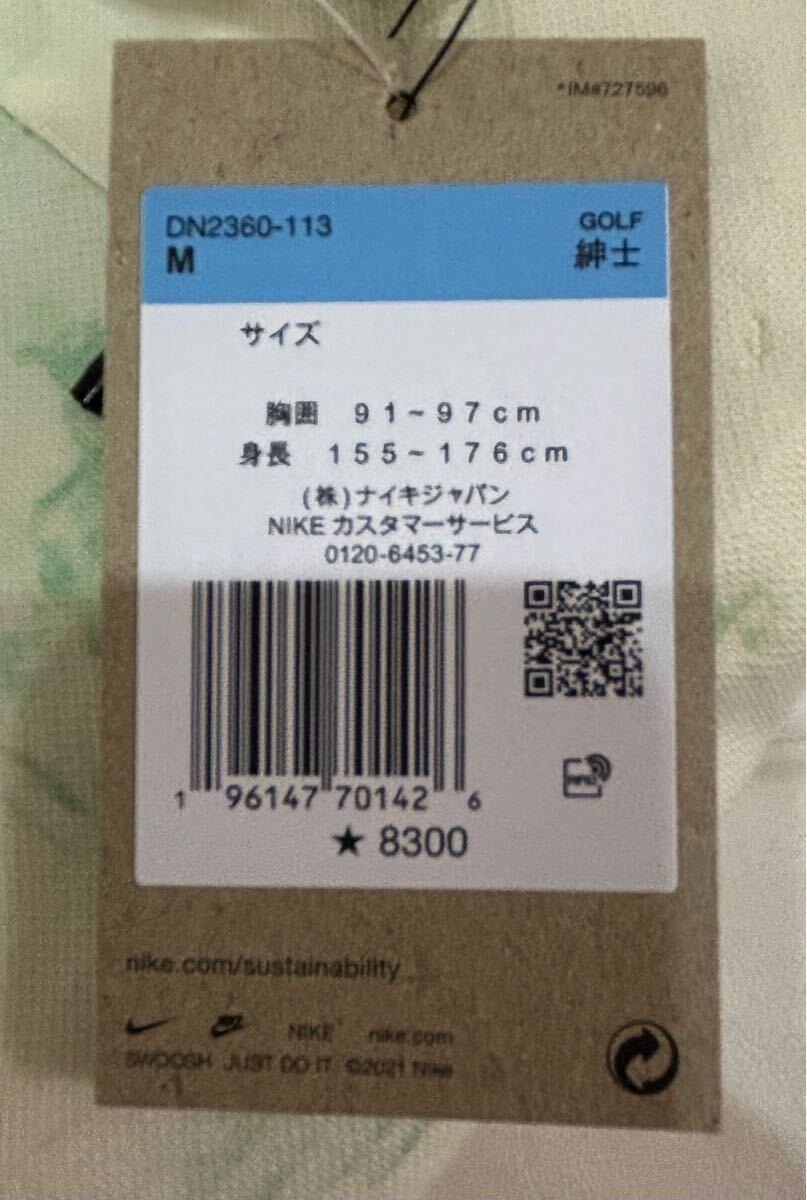 *IM#727596
DN2360-113
GOLF
M
紳士
サイズ
胸囲 91~97cm
身長 155~176cm
(株)ナイキジャパン
NIKE カスタマーサービス
0120-6453-77
1 96147 70142 6
★ 8300
nike.com/sustainability
NIKE nike.com
SWOOSH JUST DO IT ©2021 Nike